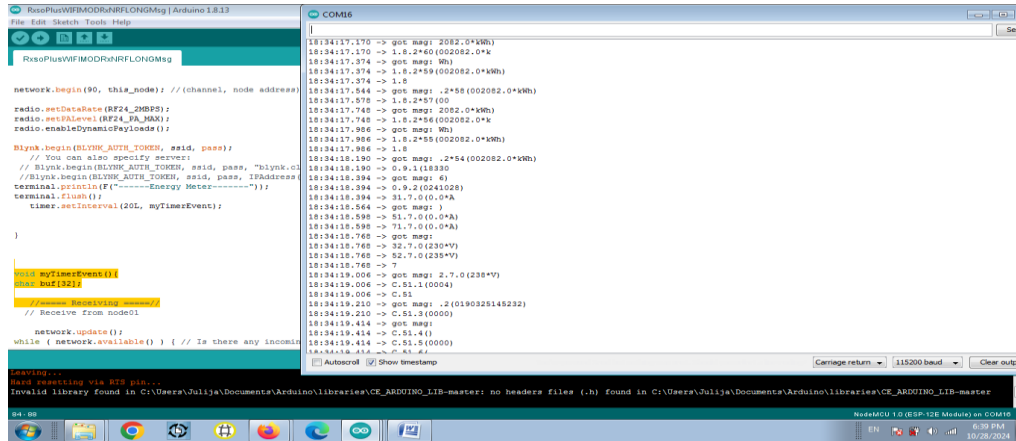 RxsoPlusWIFIMODRxNRFLONGMsg | Arduino 1.8.13
File Edit Sketch Tools Help
RxsoPlusWIFIMODRxNRFLONGMsg
network.begin(90, this_node); //(channel, node address)
radio.setDataRate(RF24_2MBPS);
radio.setPALevel(RF24_PA_MAX);
radio.enableDynamicPayloads();
Blynk.begin(BLYNK_AUTH_TOKEN, ssid, pass);
// You can also specify server:
// Blynk.begin(BLYNK_AUTH_TOKEN, ssid, pass, "blynk.cl
//Blynk.begin(BLYNK_AUTH_TOKEN, ssid, pass, IPAddress(
terminal.println(F("------Energy Meter-------"));
terminal.flush();
timer.setInterval(20L, myTimerEvent);
}
void myTimerEvent(){
char buf[32];
//===== Receiving =====//
// Receive from node01
network.update();
while ( network.available() ) { // Is there any incomin
COM16
Se
18:34:17.170 -> got msg: 2082.0*kWh)
18:34:17.170 -> 1.8.2*60(002082.0*k
18:34:17.374 -> got msg: Wh)
18:34:17.374 -> 1.8.2*59(002082.0*kWh)
18:34:17.374 -> 1.8
18:34:17.544 -> got msg: .2*58(002082.0*kWh)
18:34:17.578 -> 1.8.2*57(00
18:34:17.748 -> got msg: 2082.0*kWh)
18:34:17.748 -> 1.8.2*56(002082.0*k
18:34:17.986 -> got msg: Wh)
18:34:17.986 -> 1.8.2*55(002082.0*kWh)
18:34:17.986 -> 1.8
18:34:18.190 -> got msg: .2*54(002082.0*kWh)
18:34:18.190 -> 0.9.1(18330
18:34:18.394 -> got msg: 6)
18:34:18.394 -> 0.9.2(0241028)
18:34:18.394 -> 31.7.0(0.0*A
18:34:18.564 -> got msg: )
18:34:18.598 -> 51.7.0(0.0*A)
18:34:18.598 -> 71.7.0(0.0*A)
18:34:18.768 -> got msg:
18:34:18.768 -> 32.7.0(230*V)
18:34:18.768 -> 52.7.0(235*V)
18:34:18.768 -> 7
18:34:19.006 -> got msg: 2.7.0(238*V)
18:34:19.006 -> C.51.1(0004)
18:34:19.006 -> C.51
18:34:19.210 -> got msg: .2(0190325145232)
18:34:19.210 -> C.51.3(0000)
18:34:19.414 -> got msg:
18:34:19.414 -> C.51.4()
18:34:19.414 -> C.51.5(0000)
18:34:19.414 -> C.51.6(
Autoscroll Show timestamp
Carriage return 115200 baud Clear outp
Leaving...
Hard resetting via RTS pin...
Invalid library found in C:\Users\Julija\Documents\Arduino\libraries\CE_ARDUINO_LIB-master: no headers files (.h) found in C:\Users\Julija\Documents\Arduino\libraries\CE_ARDUINO_LIB-master
84 - 88
NodeMCU 1.0 (ESP-12E Module) on COM16
EN
6:39 PM
10/28/2024